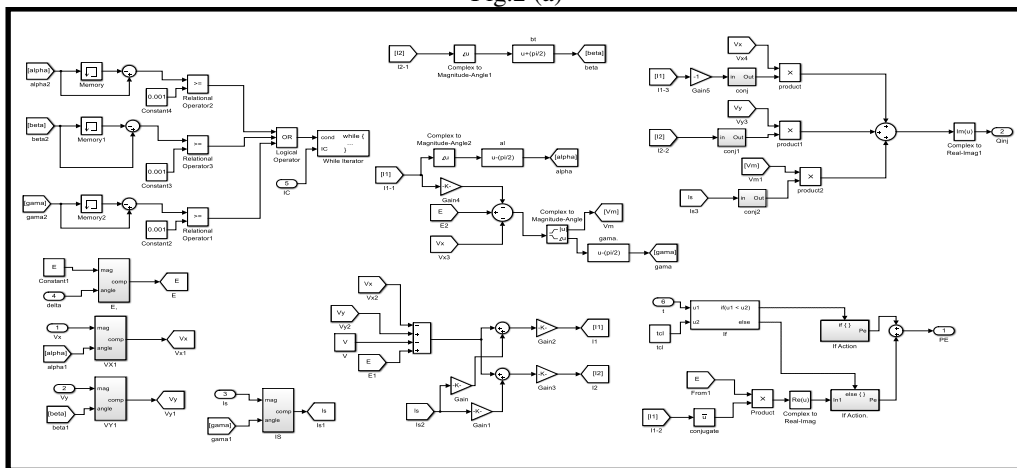 Fig.2 (a)
[alpha]
alpha2
Memory
>=
Relational
Operator2
0.001
Constant4
[beta]
beta2
Memory1
>=
Relational
Operator3
0.001
Constant3
[gama]
gama2
Memory2
>=
Relational
Operator1
0.001
Constant2
OR
Logical
Operator
cond
while {
...
}
IC
While Iterator
5
IC
[I2]
I2-1
∠u
Complex to
Magnitude-Angle1
bt
u+(pi/2)
[beta]
beta
Complex to
Magnitude-Angle2
[I1]
I1-1
∠u
al
u-(pi/2)
[alpha]
alpha
-K-
Gain4
E
E2
Vx
Vx3
Complex to
Magnitude-Angle
|u|
∠u
[Vm]
Vm
gama.
u-(pi/2)
[gama]
gama
Vx
Vx4
[I1]
I1-3
-1
Gain5
in Out
conj
×
product
Vy
Vy3
[I2]
I2-2
in Out
conj1
×
product1
[Vm]
Vm1
Is
Is3
in Out
conj2
×
product2
Im(u)
Complex to
Real-Imag1
2
Qinj
E
Constant1
4
delta
mag
comp
angle
E,
E
E
1
Vx
[alpha]
alpha1
mag
comp
angle
VX1
Vx
Vx1
2
Vy
[beta]
beta1
mag
comp
angle
VY1
Vy
Vy1
3
Is
[gama]
gama1
mag
comp
angle
IS
Is
Is1
Vx
Vx2
Vy
Vy2
V
V
E
E1
Is
Is2
-K-
Gain
-K-
Gain1
-K-
Gain2
[I1]
I1
-K-
Gain3
[I2]
I2
6
t
tcl
tcl
u1
if(u1 < u2)
u2
else
If
if { }
Pe
If Action
1
PE
E
From1
[I1]
I1-2
u
conjugate
×
Product
Re(u)
Complex to
Real-Imag
else { }
In1
Pe
If Action.